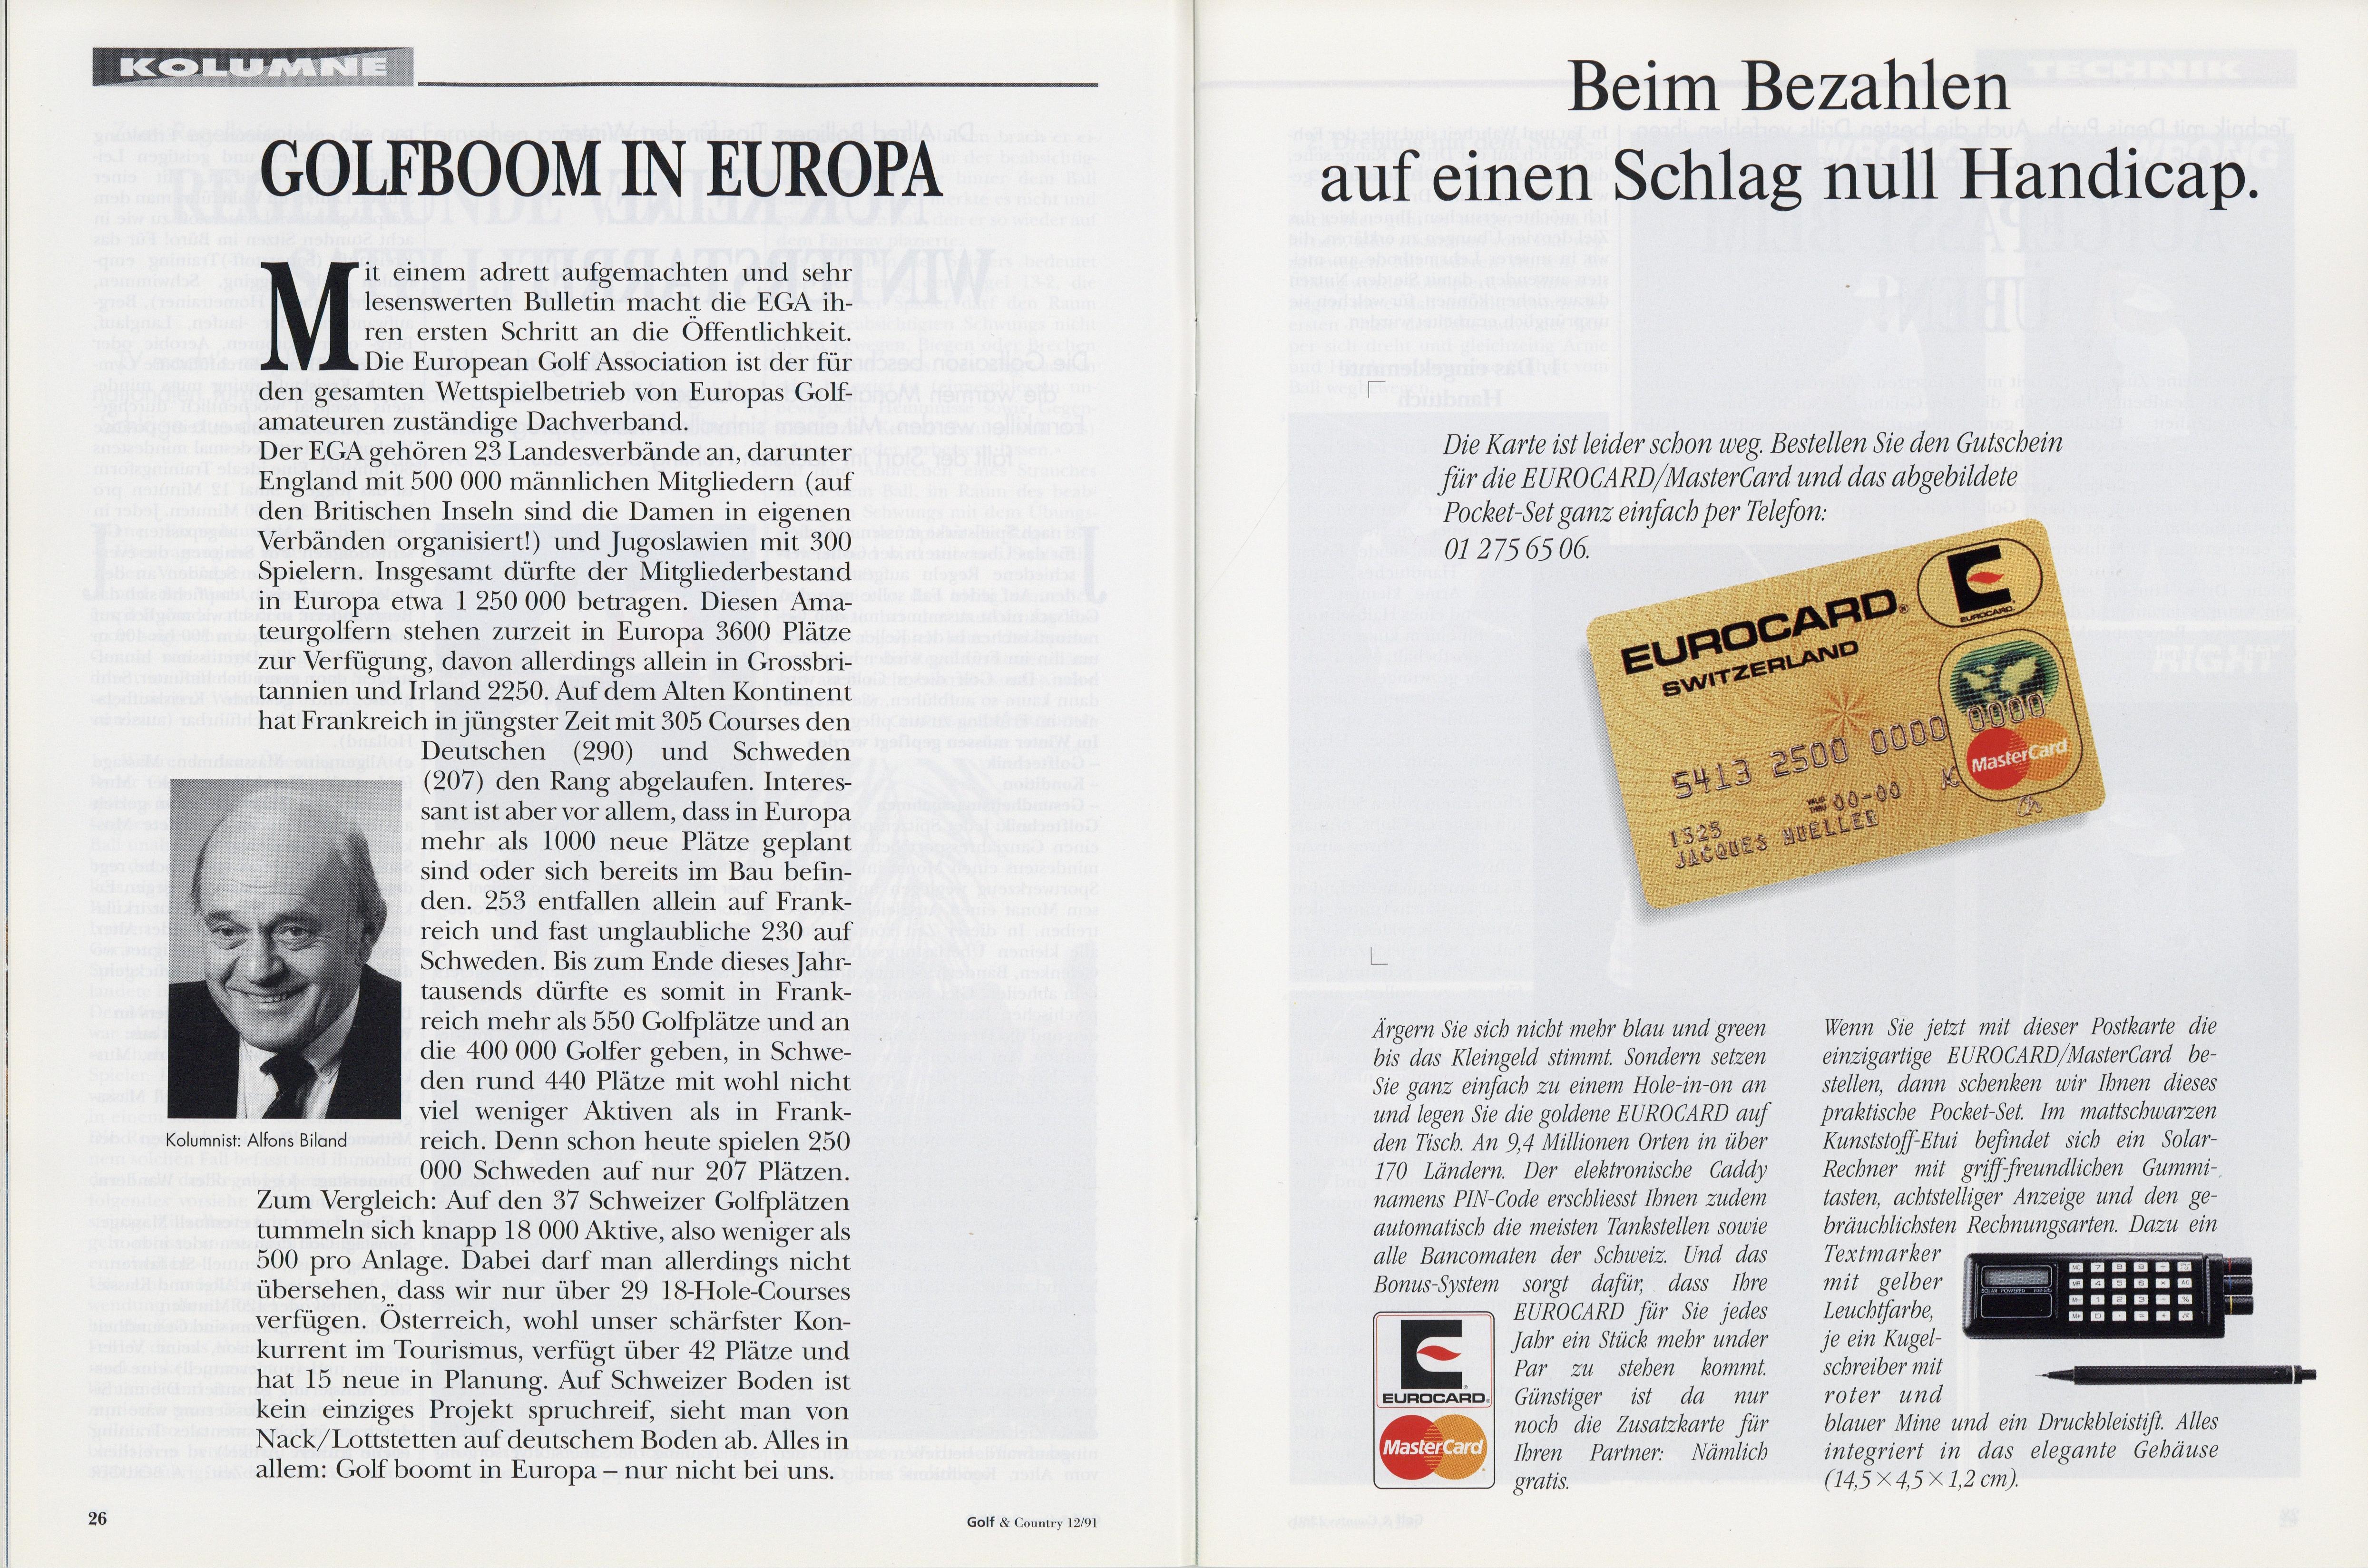 KOLUMNE
GOLFBOOM IN EUROPA
Mit einem adrett aufgemachten und sehr
lesenswerten Bulletin macht die EGA ih-
ren ersten Schritt an die Öffentlichkeit.
Die European Golf Association ist der für
den gesamten Wettspielbetrieb von Europas Golf-
amateuren zuständige Dachverband.
Der EGA gehören 23 Landesverbände an, darunter
England mit 500 000 männlichen Mitgliedern (auf
den Britischen Inseln sind die Damen in eigenen
Verbänden organisiert!) und Jugoslawien mit 300
Spielern. Insgesamt dürfte der Mitgliederbestand
in Europa etwa 1 250 000 betragen. Diesen Ama-
teurgolfern stehen zurzeit in Europa 3600 Plätze
zur Verfügung, davon allerdings allein in Grossbri-
tannien und Irland 2250. Auf dem Alten Kontinent
hat Frankreich in jüngster Zeit mit 305 Courses den
Deutschen (290) und Schweden
(207) den Rang abgelaufen. Interes-
sant ist aber vor allem, dass in Europa
mehr als 1000 neue Plätze geplant
sind oder sich bereits im Bau befin-
den. 253 entfallen allein auf Frank-
reich und fast unglaubliche 230 auf
Schweden. Bis zum Ende dieses Jahr-
tausends dürfte es somit in Frank-
reich mehr als 550 Golfplätze und an
die 400 000 Golfer geben, in Schwe-
den rund 440 Plätze mit wohl nicht
viel weniger Aktiven als in Frank-
reich. Denn schon heute spielen 250
000 Schweden auf nur 207 Plätzen.
Zum Vergleich: Auf den 37 Schweizer Golfplätzen
tummeln sich knapp 18 000 Aktive, also weniger als
500 pro Anlage. Dabei darf man allerdings nicht
übersehen, dass wir nur über 29 18-Hole-Courses
verfügen. Österreich, wohl unser schärfster Kon-
kurrent im Tourismus, verfügt über 42 Plätze und
hat 15 neue in Planung. Auf Schweizer Boden ist
kein einziges Projekt spruchreif, sieht man von
Nack/Lottstetten auf deutschem Boden ab. Alles in
allem: Golf boomt in Europa – nur nicht bei uns.
Kolumnist: Alfons Biland
26
Golf & Country 12/91
Beim Bezahlen
auf einen Schlag null Handicap.
Die Karte ist leider schon weg. Bestellen Sie den Gutschein
für die EUROCARD/MasterCard und das abgebildete
Pocket-Set ganz einfach per Telefon:
01 275 65 06.
EUROCARD®
SWITZERLAND
EUROCARD
5413 2500 0000 0000
MasterCard
VALID THRU 00-00
1325
JACQUES MUELLER
Ärgern Sie sich nicht mehr blau und green
bis das Kleingeld stimmt. Sondern setzen
Sie ganz einfach zu einem Hole-in-on an
und legen Sie die goldene EUROCARD auf
den Tisch. An 9,4 Millionen Orten in über
170 Ländern. Der elektronische Caddy
namens PIN-Code erschliesst Ihnen zudem
automatisch die meisten Tankstellen sowie
alle Bancomaten der Schweiz. Und das
Bonus-System sorgt dafür, dass Ihre
EUROCARD für Sie jedes
Jahr ein Stück mehr under
Par zu stehen kommt.
Günstiger ist da nur
noch die Zusatzkarte für
Ihren Partner: Nämlich
gratis.
EUROCARD®
MasterCard
Wenn Sie jetzt mit dieser Postkarte die
einzigartige EUROCARD/MasterCard be-
stellen, dann schenken wir Ihnen dieses
praktische Pocket-Set. Im mattschwarzen
Kunststoff-Etui befindet sich ein Solar-
Rechner mit griff-freundlichen Gummi-
tasten, achtstelliger Anzeige und den ge-
bräuchlichsten Rechnungsarten. Dazu ein
Textmarker
mit gelber
Leuchtfarbe,
je ein Kugel-
schreiber mit
roter und
blauer Mine und ein Druckbleistift. Alles
integriert in das elegante Gehäuse
(14,5 × 4,5 × 1,2 cm).
SOLAR POWERED